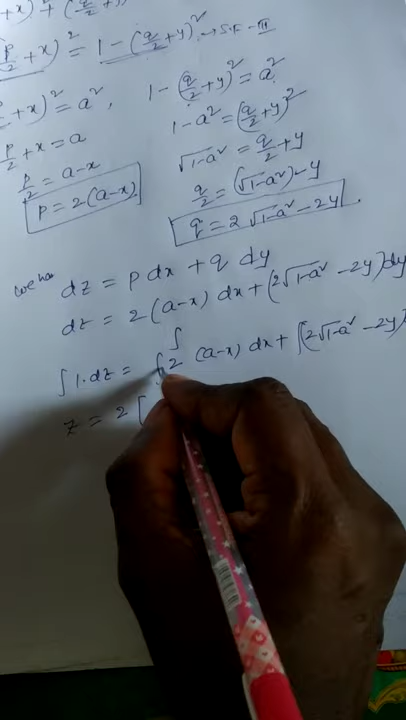 (p/2 + x)² = 1 - (q/2 + y)²
+ x)² = a² , 1 - (q/2 + y)² = a²
p/2 + x = a 1 - a² = (q/2 + y)²
p/2 = a - x √1-a² = q/2 + y
p = 2(a-x) q/2 = (√1-a²) - y
q = 2√1-a² - 2y .
we have dz = p dx + q dy
dz = 2(a-x) dx + (2√1-a² - 2y) dy
∫
∫ 1·dz = ∫ 2 (a-x) dx + ∫(2√1-a² - 2y)
z = 2 [